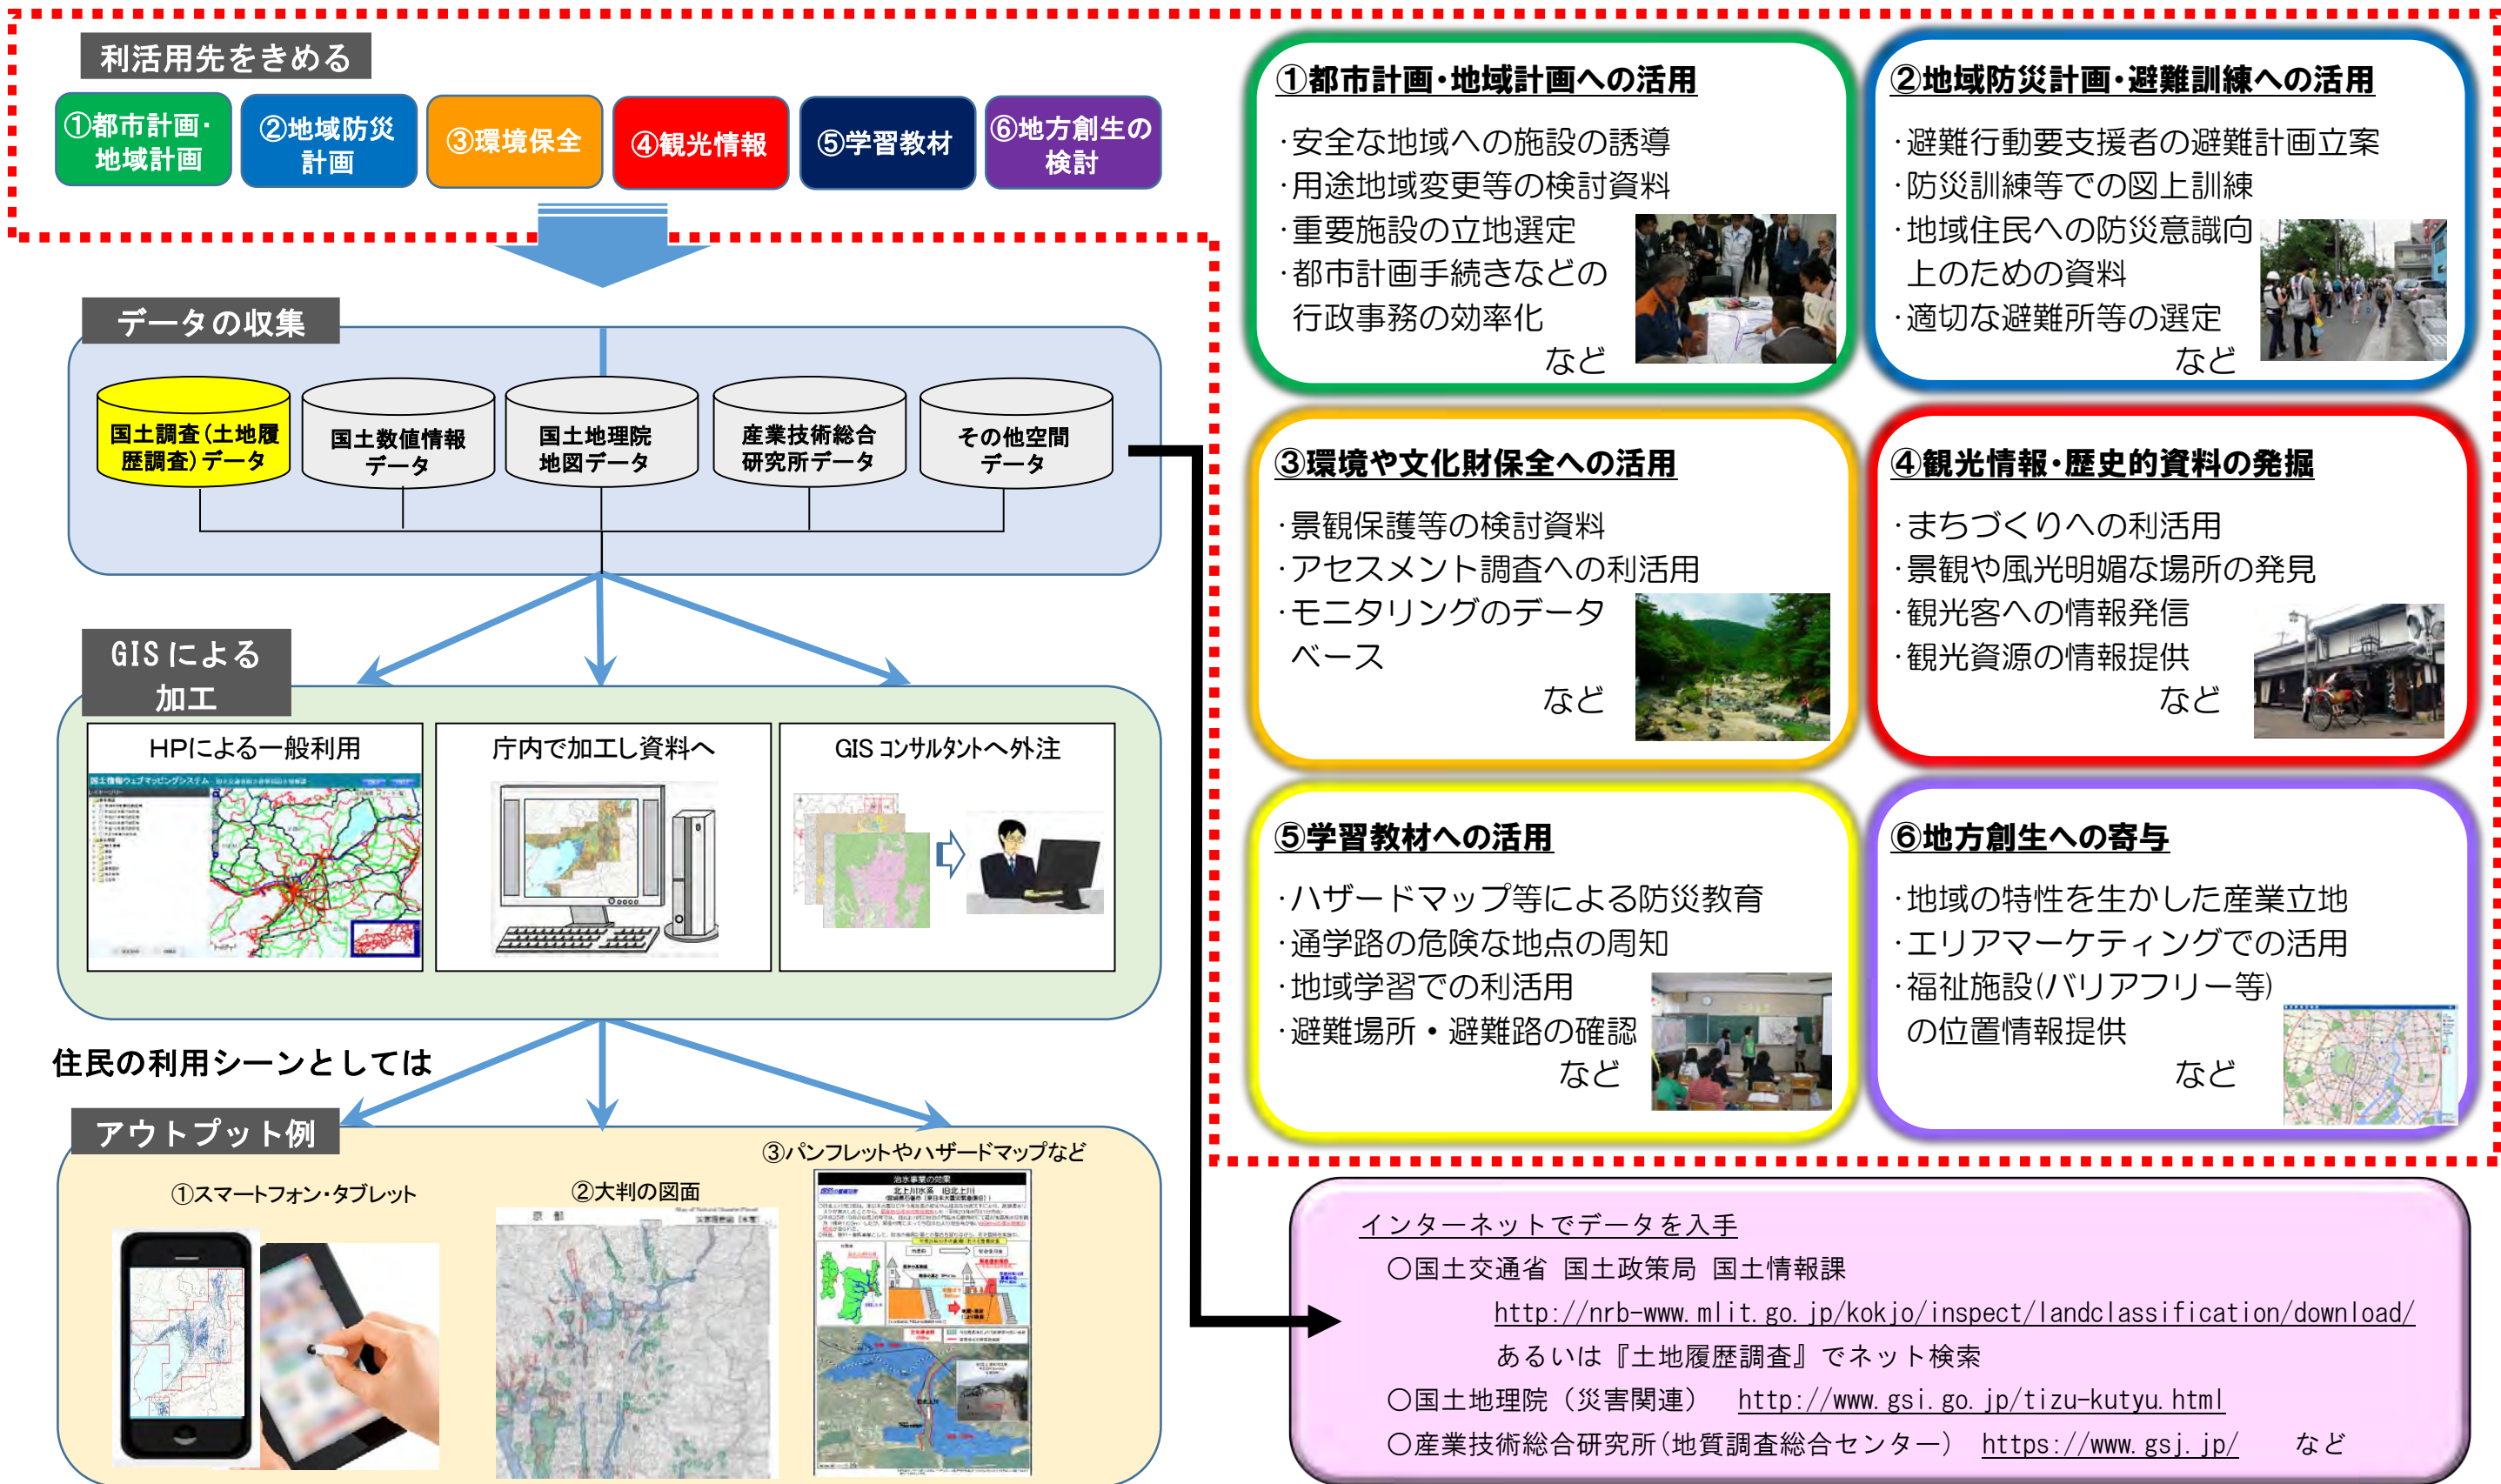 利活用先をきめる
①都市計画・
地域計画
②地域防災
計画
③環境保全
④観光情報
⑤学習教材
⑥地方創生の
検討
データの収集
国土調査(土地履
歴調査)データ
国土数値情報
データ
国土地理院
地図データ
産業技術総合
研究所データ
その他空間
データ
GISによる
加工
HPによる一般利用
国土情報ウェブマッピングシステム
庁内で加工し資料へ
GISコンサルタントへ外注
住民の利用シーンとしては
アウトプット例
①スマートフォン・タブレット
②大判の図面
京 都
③パンフレットやハザードマップなど
治水事業の効果
北上川水系 旧北上川
①都市計画・地域計画への活用
・安全な地域への施設の誘導
・用途地域変更等の検討資料
・重要施設の立地選定
・都市計画手続きなどの
行政事務の効率化
など
②地域防災計画・避難訓練への活用
・避難行動要支援者の避難計画立案
・防災訓練等での図上訓練
・地域住民への防災意識向
上のための資料
・適切な避難所等の選定
など
③環境や文化財保全への活用
・景観保護等の検討資料
・アセスメント調査への利活用
・モニタリングのデータ
ベース
など
④観光情報・歴史的資料の発掘
・まちづくりへの利活用
・景観や風光明媚な場所の発見
・観光客への情報発信
・観光資源の情報提供
など
⑤学習教材への活用
・ハザードマップ等による防災教育
・通学路の危険な地点の周知
・地域学習での利活用
・避難場所・避難路の確認
など
⑥地方創生への寄与
・地域の特性を生かした産業立地
・エリアマーケティングでの活用
・福祉施設(バリアフリー等)
の位置情報提供
など
インターネットでデータを入手
○国土交通省 国土政策局 国土情報課
http://nrb-www.mlit.go.jp/kokjo/inspect/landclassification/download/
あるいは『土地履歴調査』でネット検索
○国土地理院（災害関連） http://www.gsi.go.jp/tizu-kutyu.html
○産業技術総合研究所(地質調査総合センター) https://www.gsj.jp/ など